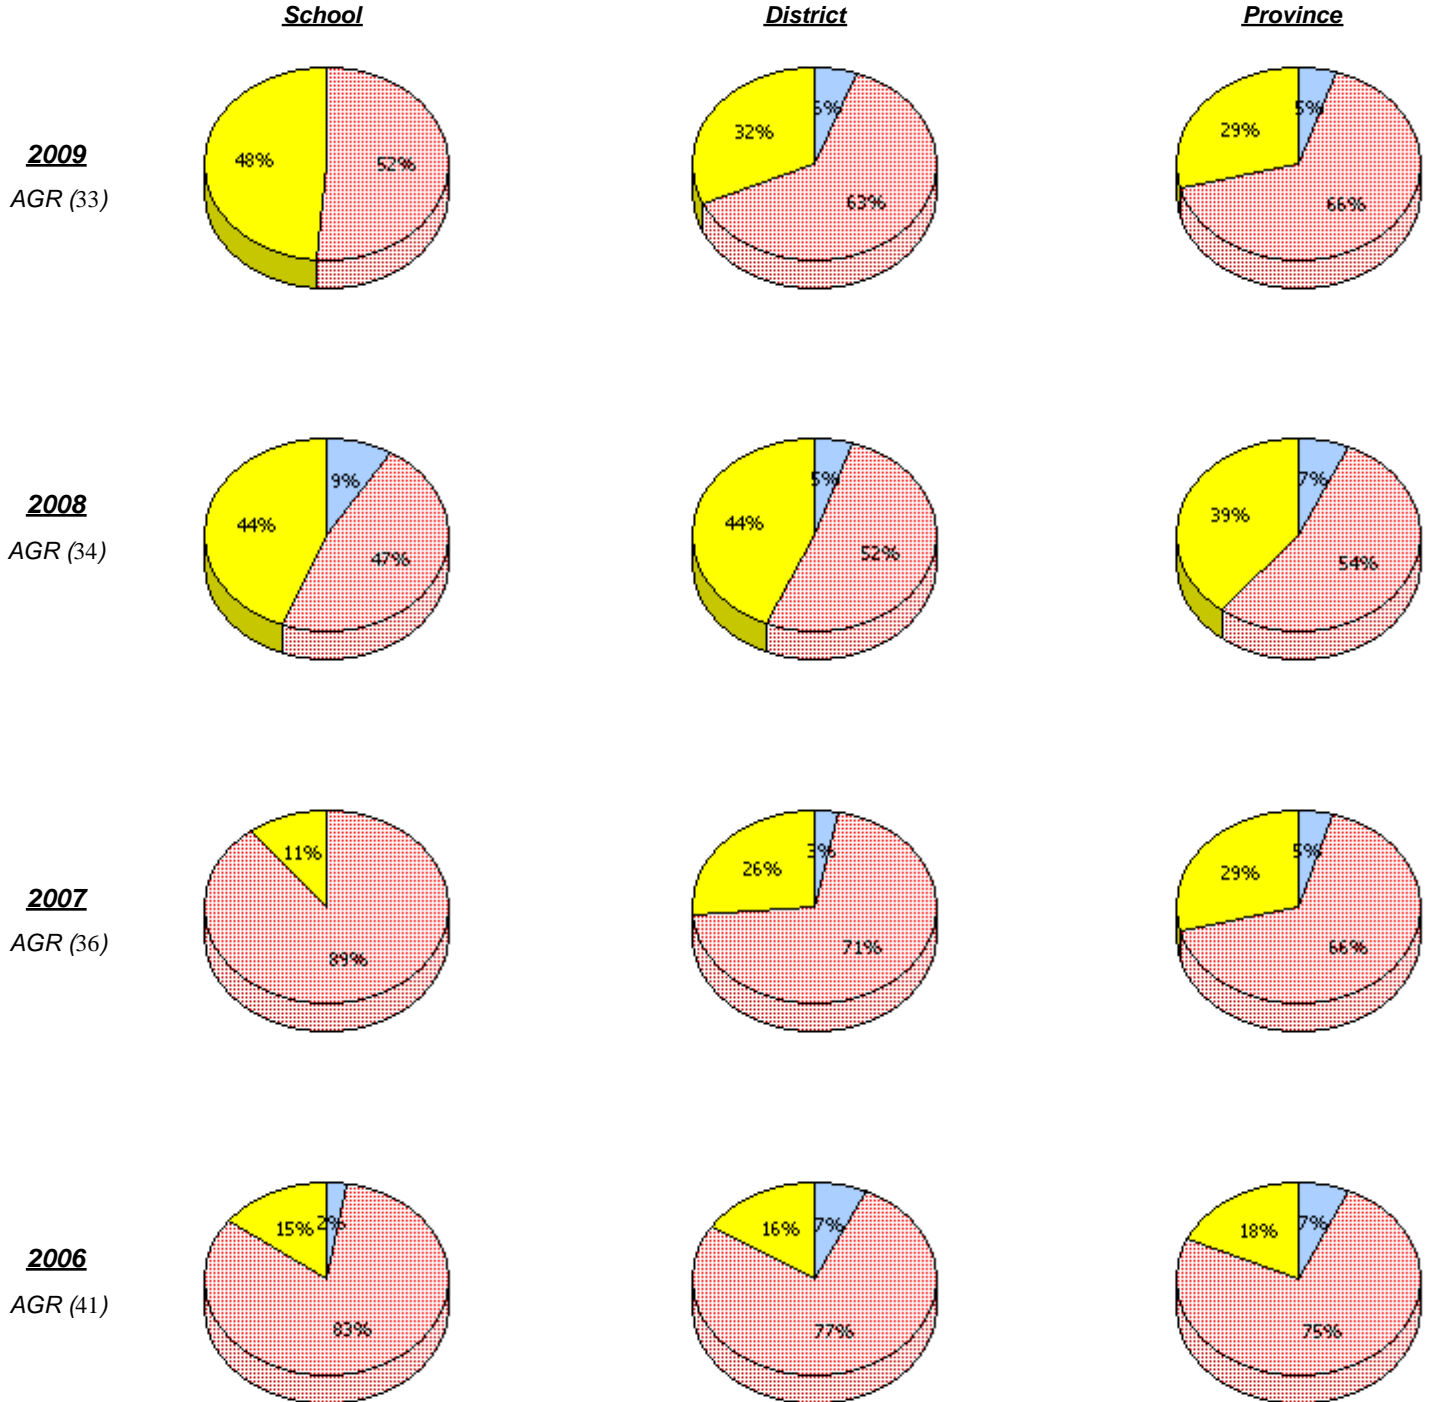 School District Province
5% 5%
32% 29%
2009 48% 52%
AGR (33) 63% 66%
9% 5% 7%
2008 44% 44% 39%
AGR (34) 47% 52% 54%
11% 3% 5%
26% 29%
2007
AGR (36) 89% 71% 66%
15% 2% 16% 7% 18% 7%
2006
AGR (41) 83% 77% 75%